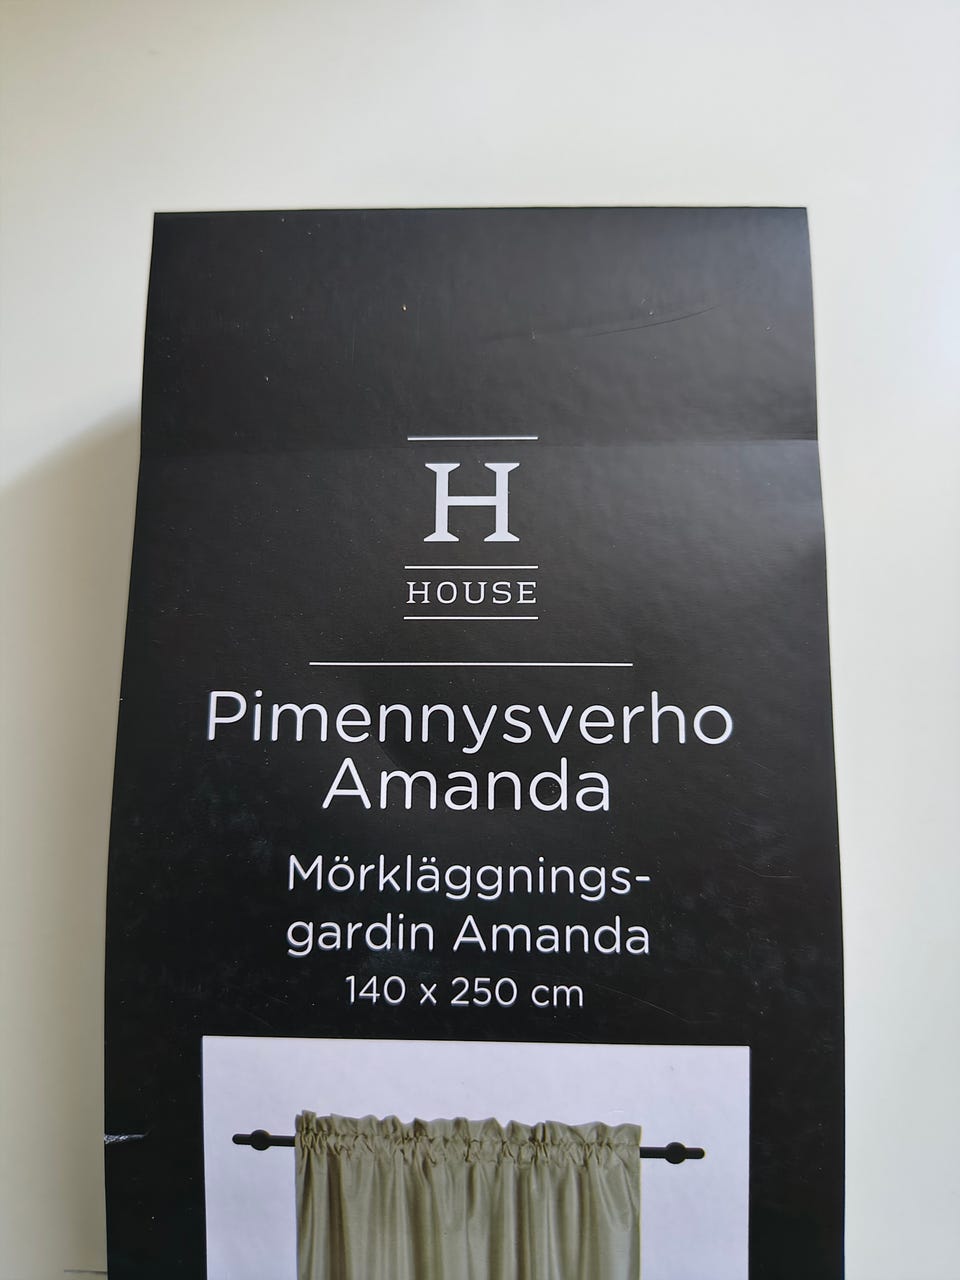 H
HOUSE
Pimennysverho
Amanda
Mörkläggnings-
gardin Amanda
140 x 250 cm